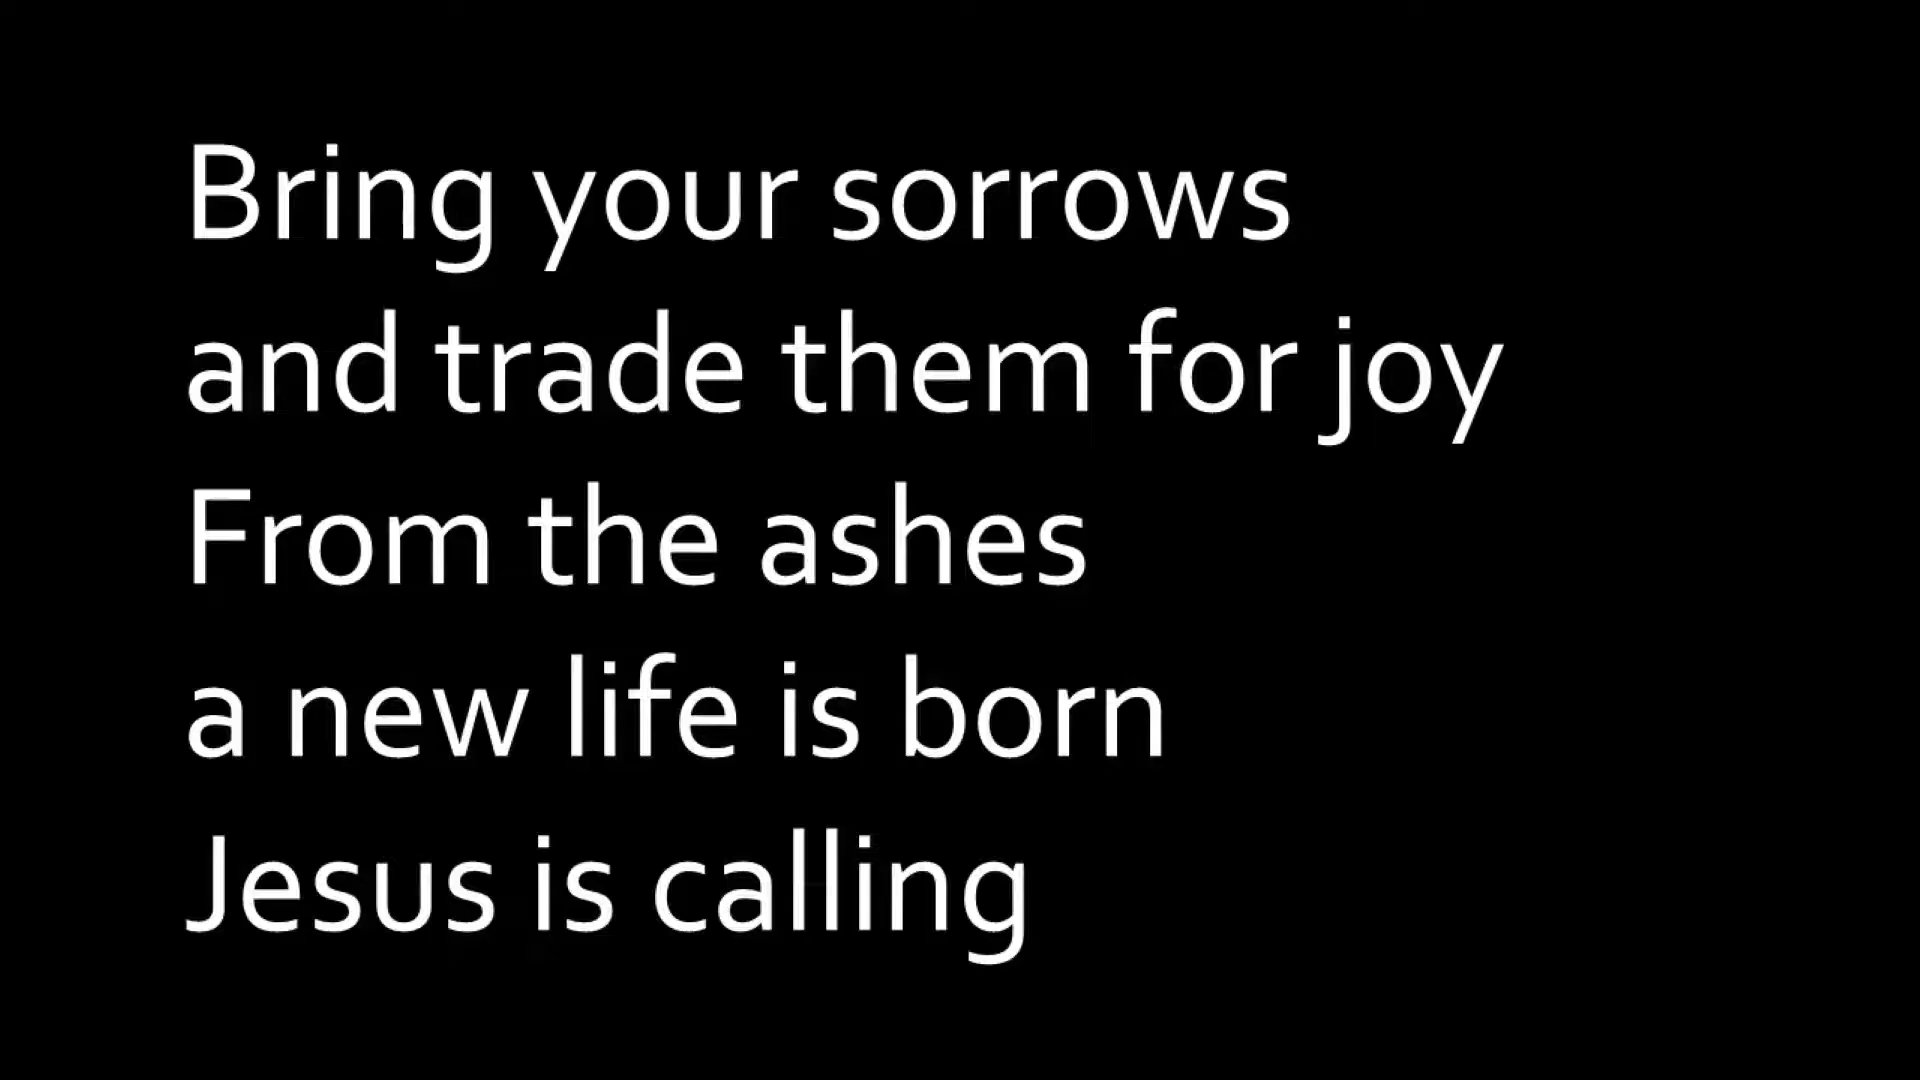 Bring your sorrows
and trade them for joy
From the ashes
a new life is born
Jesus is calling